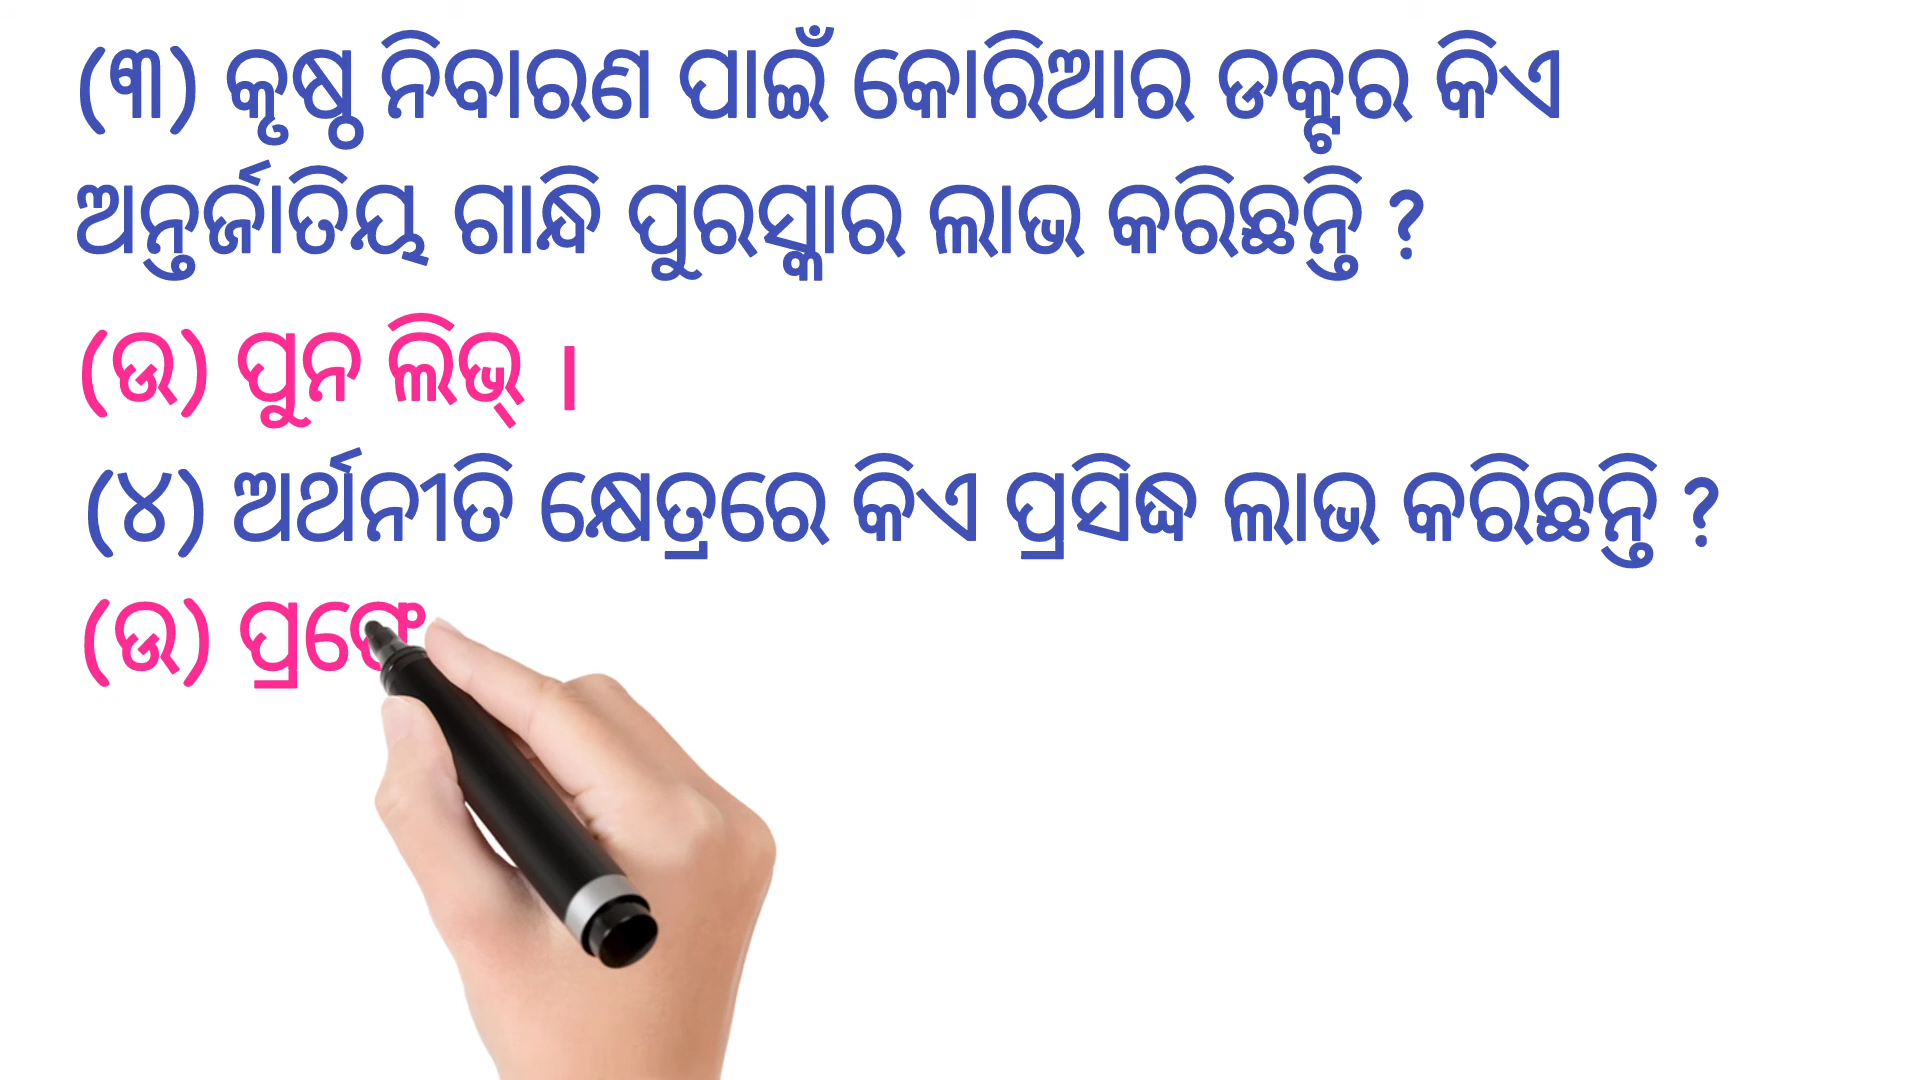 (୩) କୃଷ୍ଠ ନିବାରଣ ପାଇଁ କୋରିଆର ଡକ୍ଟର କିଏ
ଅନ୍ତର୍ଜାତିୟ ଗାନ୍ଧି ପୁରସ୍କାର ଲାଭ କରିଛନ୍ତି ?
(ଉ) ପୁନ ଲିଭ୍ ।
(୪) ଅର୍ଥନୀତି କ୍ଷେତ୍ରରେ କିଏ ପ୍ରସିଦ୍ଧ ଲାଭ କରିଛନ୍ତି ?
(ଉ)